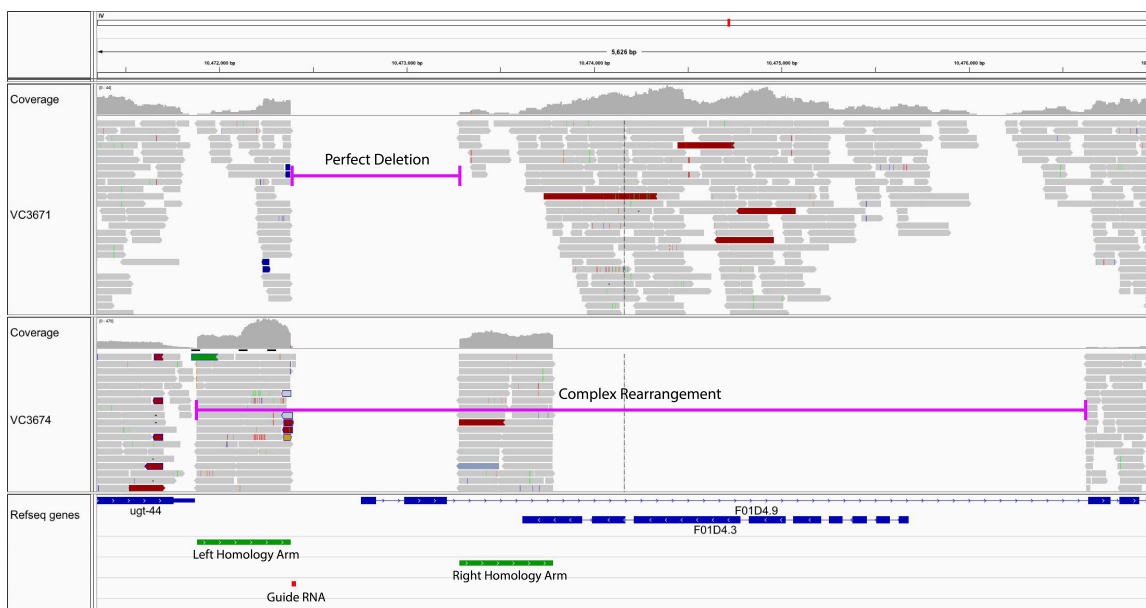 IV
5,626 bp
10,472,000 bp 10,473,000 bp 10,474,000 bp 10,475,000 bp 10,476,000 bp
Coverage
[0 - 44]
Perfect Deletion
VC3671
Coverage
Complex Rearrangement
VC3674
Refseq genes
ugt-44
F01D4.9
F01D4.3
Left Homology Arm
Right Homology Arm
Guide RNA